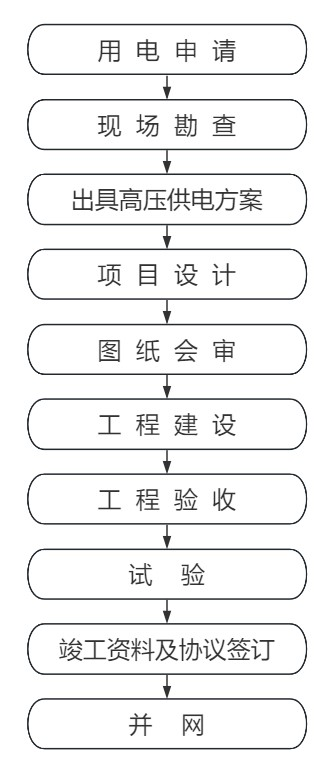 用电申请
现场勘查
出具高压供电方案
项目设计
图纸会审
工程建设
工程验收
试验
竣工资料及协议签订
并网